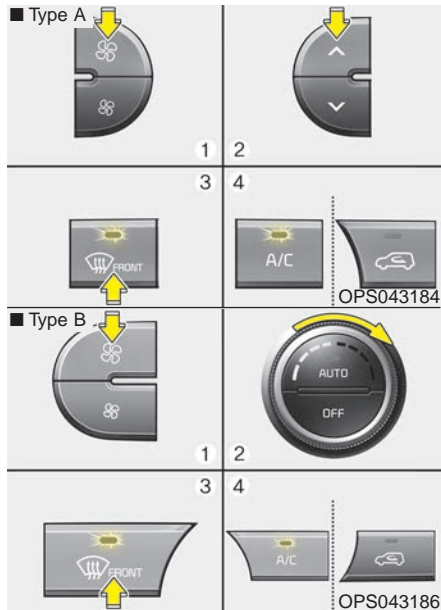 ■ Type A
1 2
3 4
FRONT
A/C
OPS043184
■ Type B
AUTO
OFF
1 2
3 4
FRONT
A/C
OPS043186